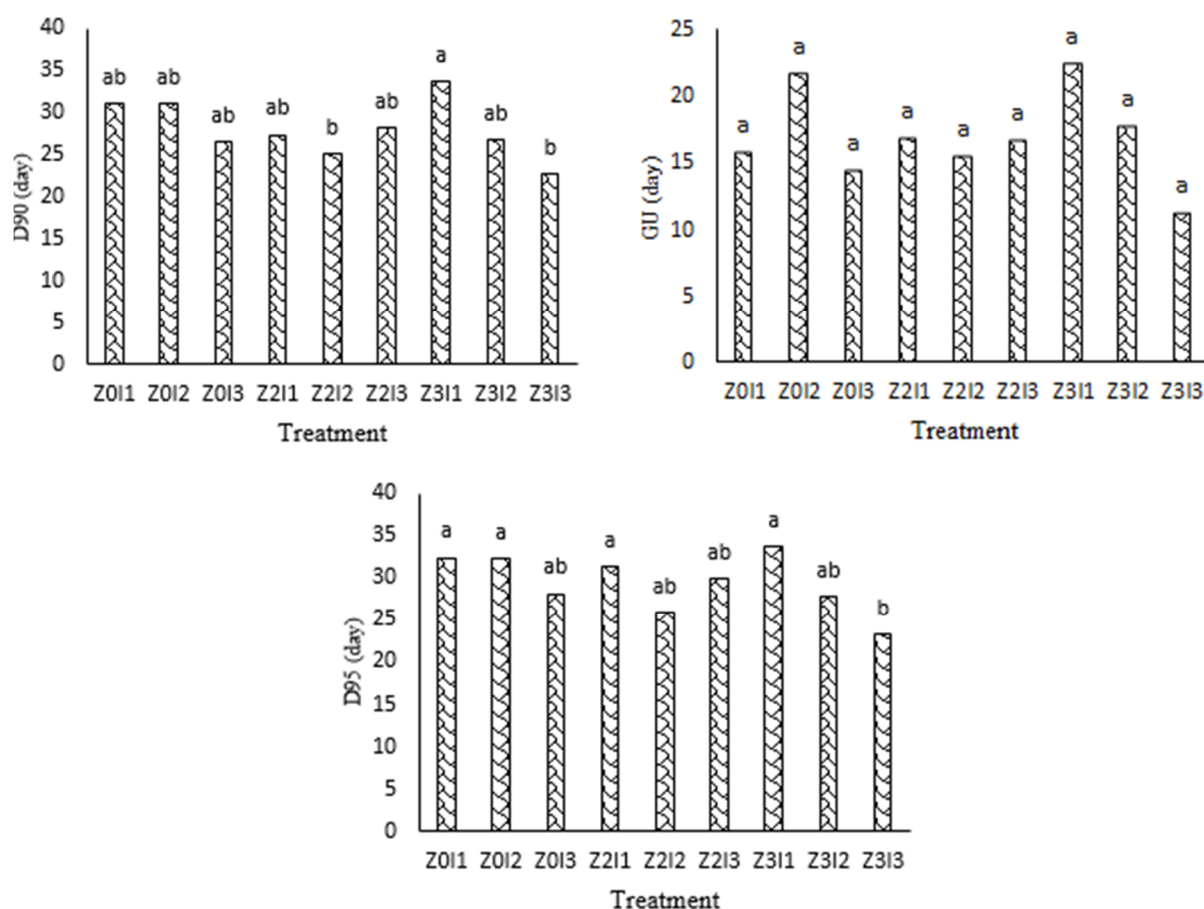 40
35
30
25
20
15
10
5
0
D90 (day)
ab ab ab ab b ab a ab b
Z0I1 Z0I2 Z0I3 Z2I1 Z2I2 Z2I3 Z3I1 Z3I2 Z3I3
Treatment
25
20
15
10
5
0
GU (day)
a a a a a a a a a
Z0I1 Z0I2 Z0I3 Z2I1 Z2I2 Z2I3 Z3I1 Z3I2 Z3I3
Treatment
40
35
30
25
20
15
10
5
0
D95 (day)
a a ab a ab ab a ab b
Z0I1 Z0I2 Z0I3 Z2I1 Z2I2 Z2I3 Z3I1 Z3I2 Z3I3
Treatment